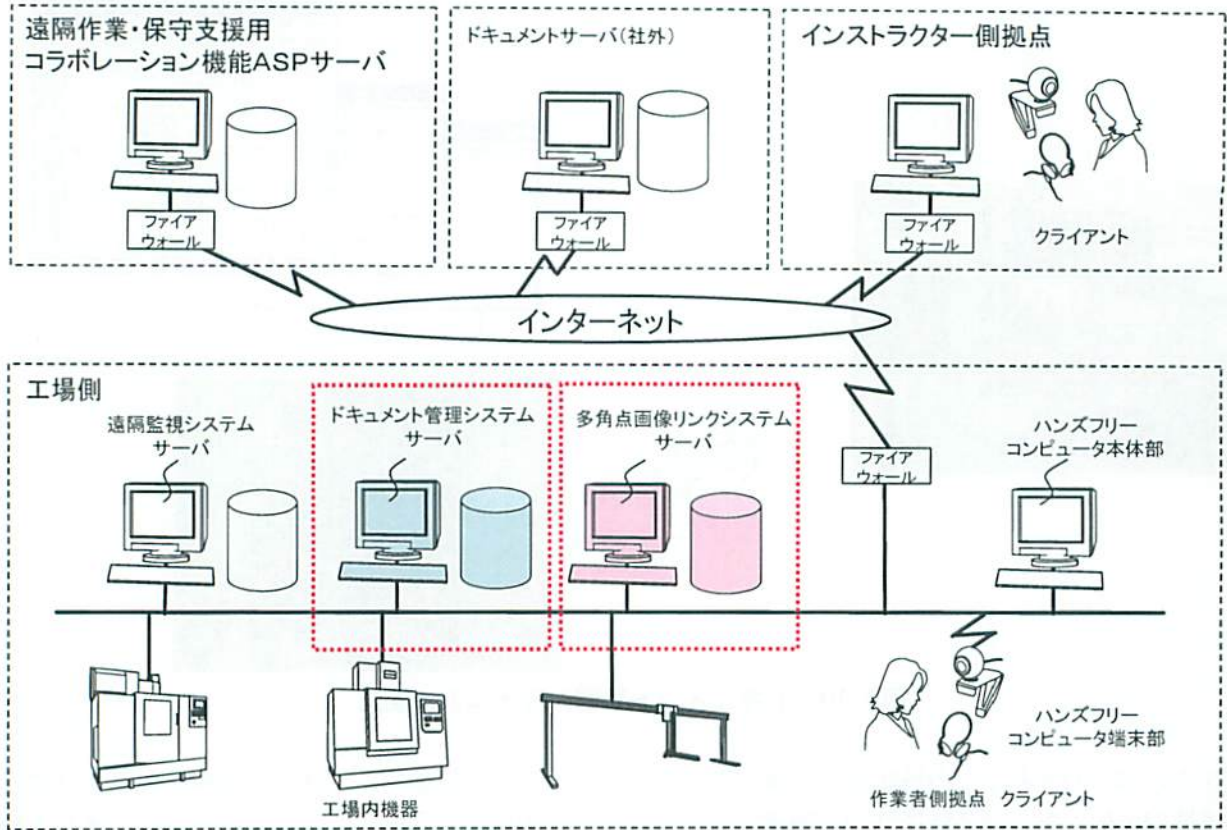 遠隔作業・保守支援用
コラボレーション機能ASPサーバ
ファイア
ウォール
ドキュメントサーバ(社外)
ファイア
ウォール
インストラクター側拠点
ファイア
ウォール
クライアント
インターネット
工場側
遠隔監視システム
サーバ
ドキュメント管理システム
サーバ
多角点画像リンクシステム
サーバ
ファイア
ウォール
ハンズフリー
コンピュータ本体部
工場内機器
ハンズフリー
コンピュータ端末部
作業者側拠点 クライアント